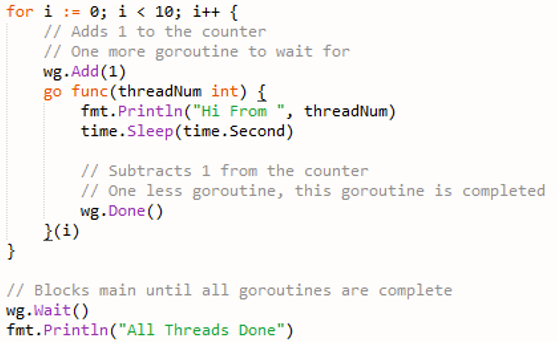 for i := 0; i < 10; i++ {
    // Adds 1 to the counter
    // One more goroutine to wait for
    wg.Add(1)
    go func(threadNum int) {
        fmt.Println("Hi From ", threadNum)
        time.Sleep(time.Second)

        // Subtracts 1 from the counter
        // One less goroutine, this goroutine is completed
        wg.Done()
    }(i)
}

// Blocks main until all goroutines are complete
wg.Wait()
fmt.Println("All Threads Done")